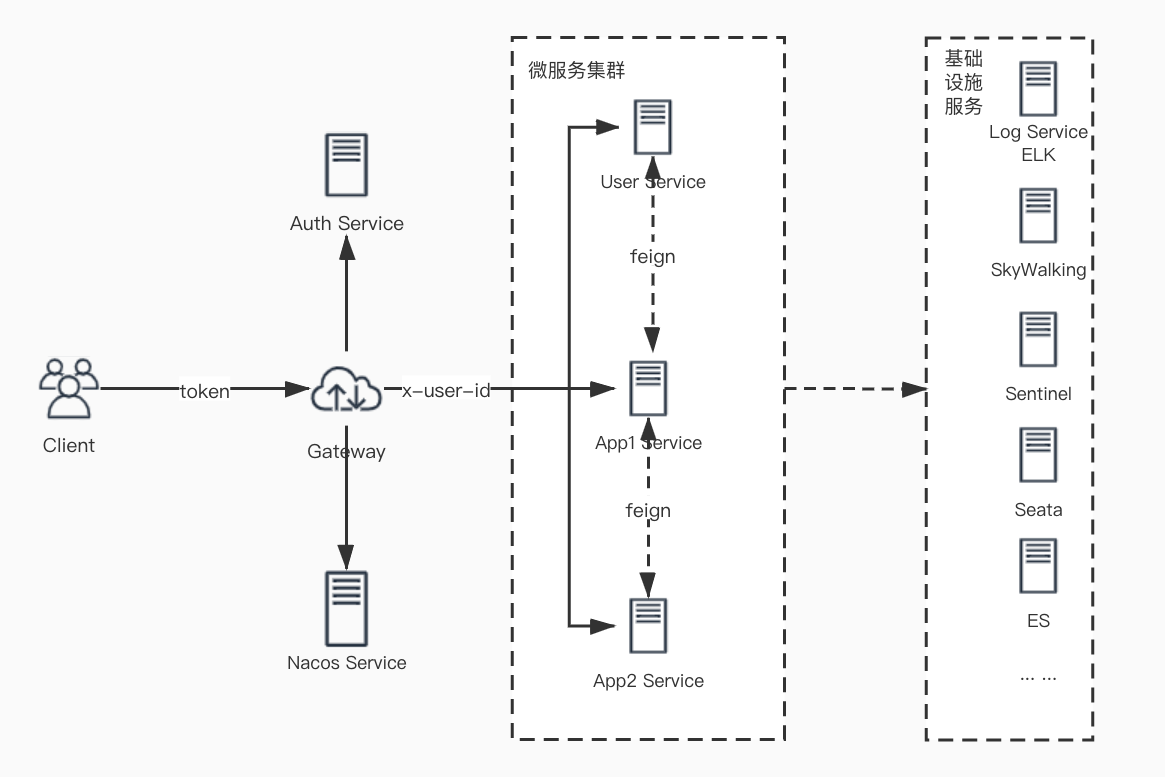 微服务集群
基础
设施
服务
Log Service
ELK
User Service
Auth Service
feign
SkyWalking
token
x-user-id
Sentinel
Client
Gateway
App1 Service
feign
Seata
ES
Nacos Service
App2 Service
... ...